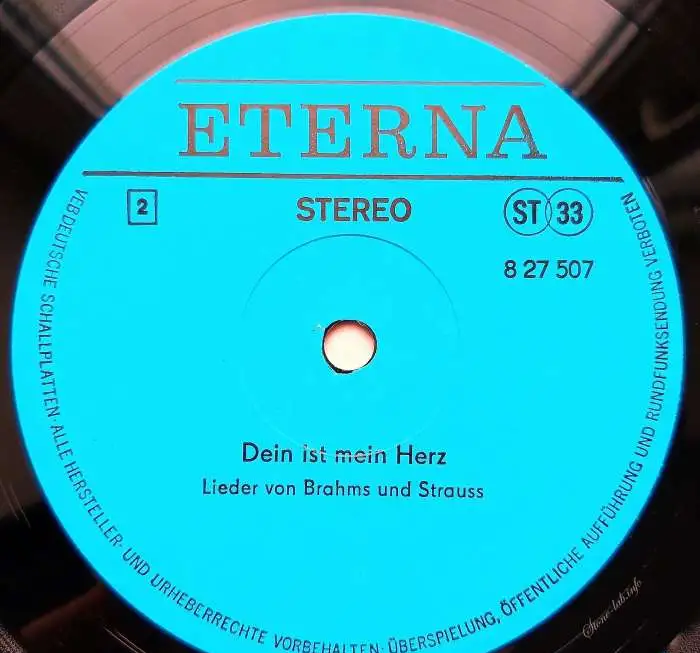 ETERNA
2
STEREO
ST 33
8 27 507
Dein ist mein Herz
Lieder von Brahms und Strauss
VEB DEUTSCHE SCHALLPLATTEN · ALLE HERSTELLER- UND URHEBERRECHTE VORBEHALTEN · ÜBERSPIELUNG, ÖFFENTLICHE AUFFÜHRUNG UND RUNDFUNKSENDUNG VERBOTEN